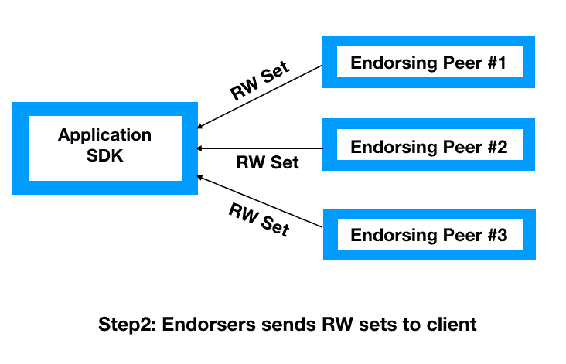 Endorsing Peer #1
RW Set
Application
SDK
Endorsing Peer #2
RW Set
RW Set
Endorsing Peer #3
Step2: Endorsers sends RW sets to client